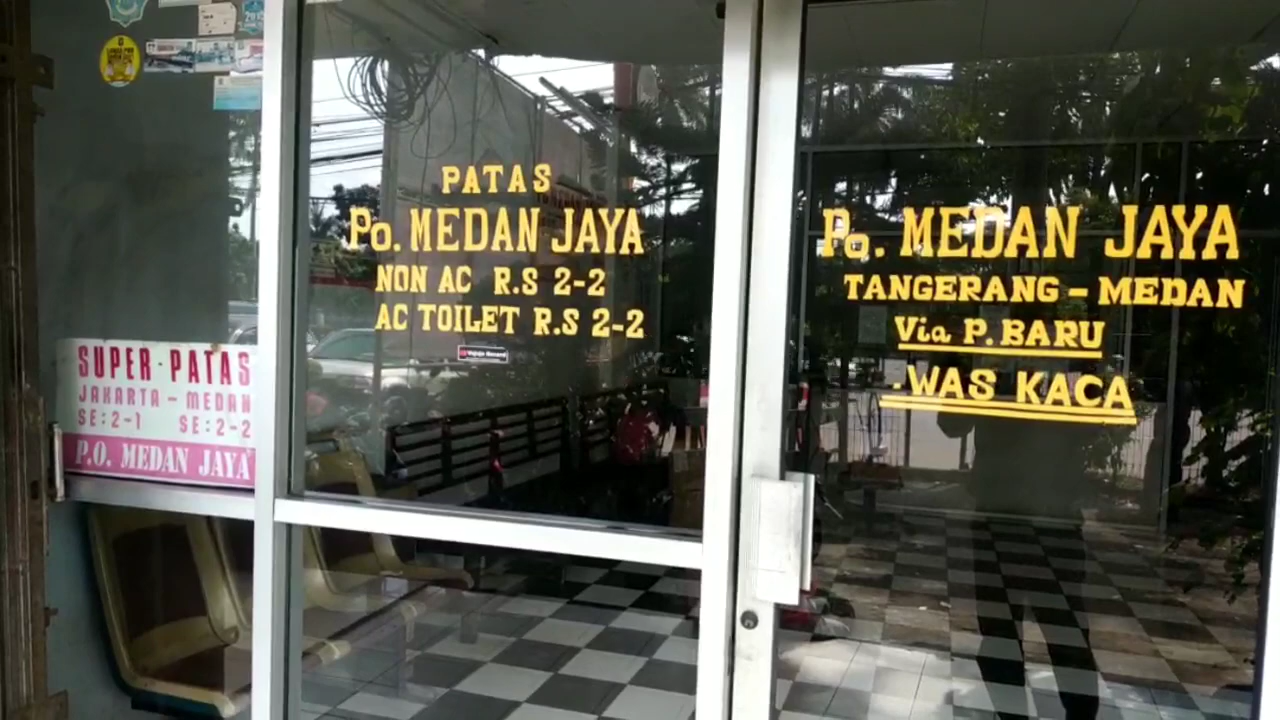 SUPER-PATAS
JAKARTA - MEDAN
SE:2-1 SE:2-2
P.O. MEDAN JAYA
PATAS
Po. MEDAN JAYA
NON AC R.S 2-2
AC TOILET R.S 2-2
Po. MEDAN JAYA
TANGERANG - MEDAN
Via P. BARU
.WAS KACA